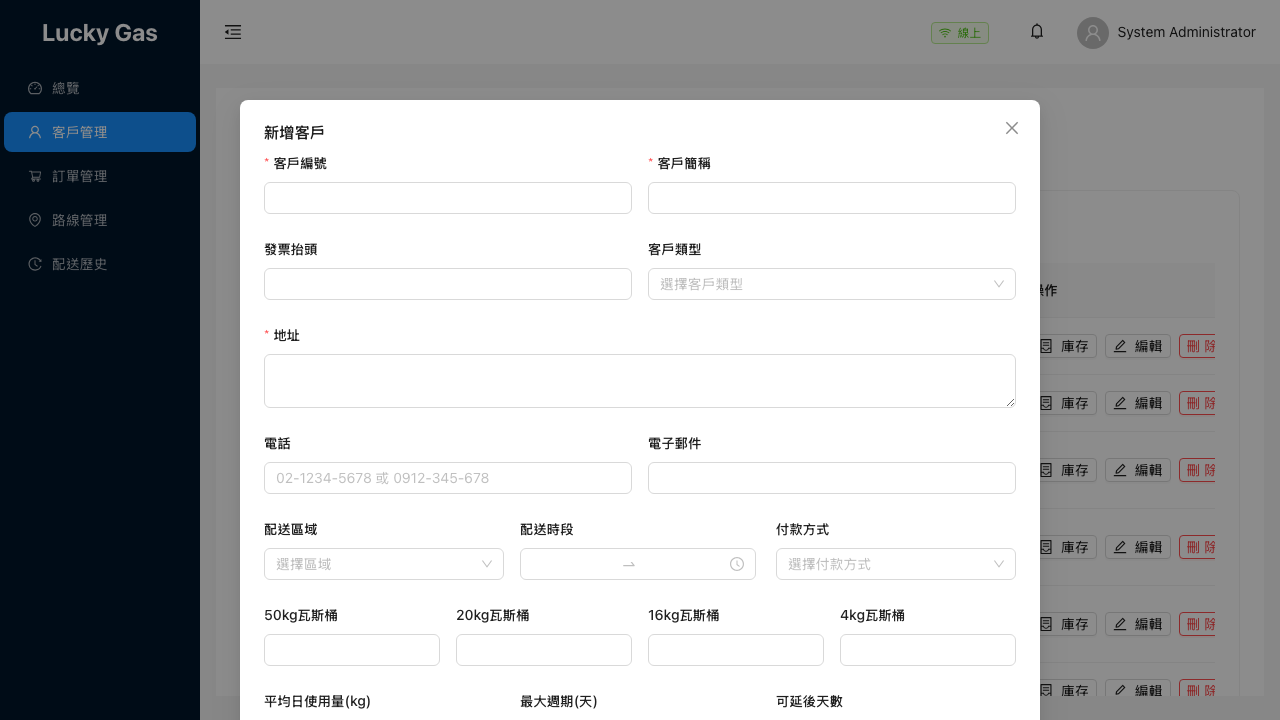 Lucky Gas
線上
System Administrator
總覽
客戶管理
訂單管理
路線管理
配送歷史
新增客戶
* 客戶編號
* 客戶簡稱
發票抬頭
客戶類型
選擇客戶類型
* 地址
電話
電子郵件
02-1234-5678 或 0912-345-678
配送區域
配送時段
付款方式
選擇區域
選擇付款方式
50kg瓦斯桶
20kg瓦斯桶
16kg瓦斯桶
4kg瓦斯桶
平均日使用量(kg)
最大週期(天)
可延後天數
操作
庫存 編輯 刪除
庫存 編輯 刪除
庫存 編輯 刪除
庫存 編輯 刪除
庫存 編輯 刪除
庫存 編輯 刪除